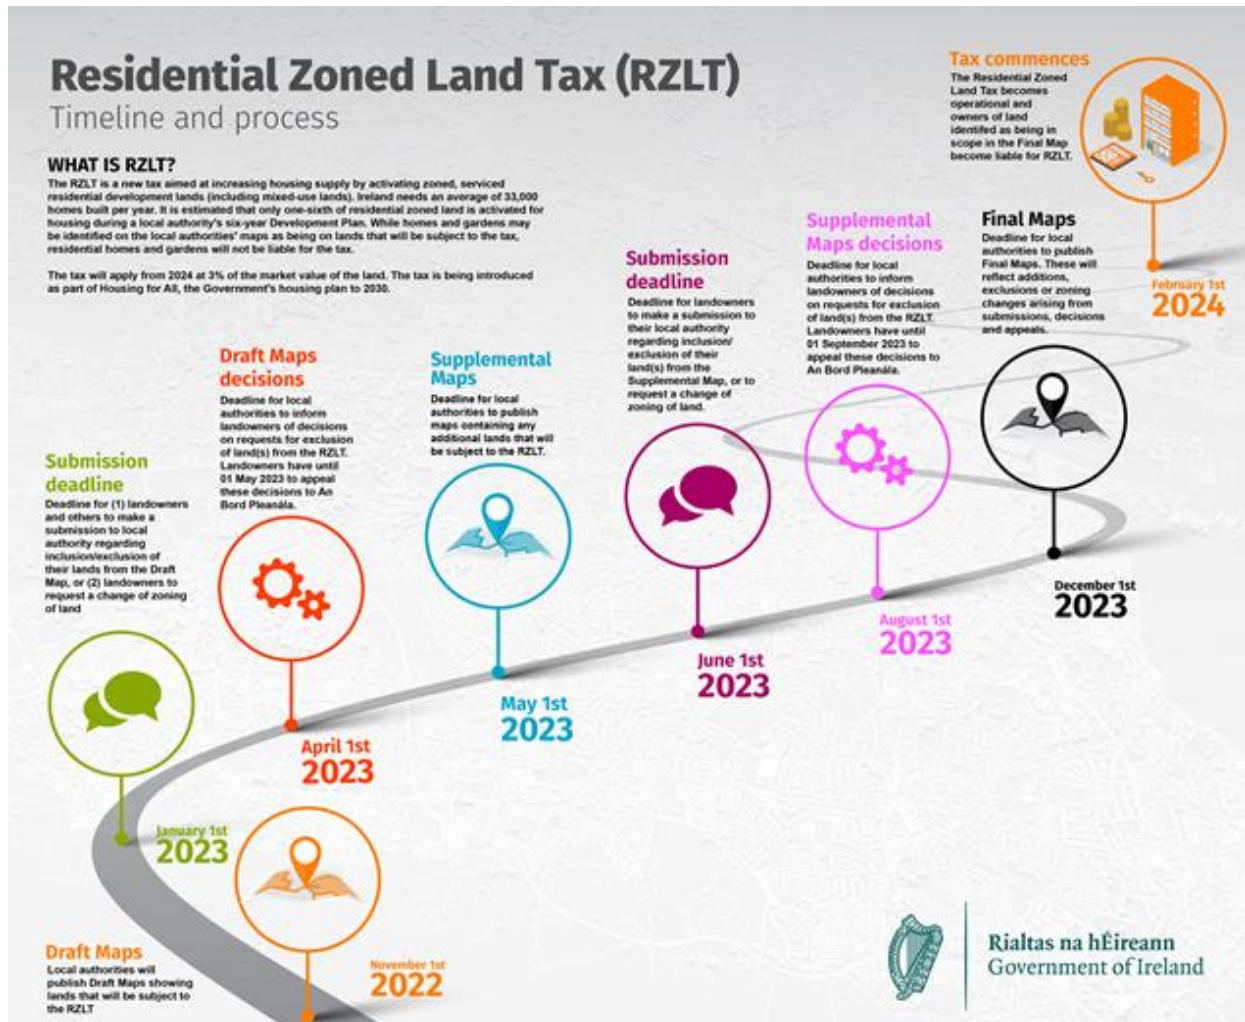 Residential Zoned Land Tax (RZLT)
Timeline and process
WHAT IS RZLT?
The RZLT is a new tax aimed at increasing housing supply by activating zoned, serviced
residential development lands (including mixed-use lands). Ireland needs an average of 33,000
homes built per year. It is estimated that only one-sixth of residential zoned land is activated for
housing during a local authority's six-year Development Plan. While homes and gardens may
be identified on the local authorities' maps as being on lands that will be subject to the tax,
residential homes and gardens will not be liable for the tax.
The tax will apply from 2024 at 3% of the market value of the land. The tax is being introduced
as part of Housing for All, the Government's housing plan to 2030.
Draft Maps
Local authorities will
publish Draft Maps showing
lands that will be subject to
the RZLT
November 1st
2022
Submission
deadline
Deadline for (1) landowners
and others to make a
submission to local
authority regarding
inclusion/exclusion of
their lands from the Draft
Map, or (2) landowners to
request a change of zoning
of land
January 1st
2023
Draft Maps
decisions
Deadline for local
authorities to inform
landowners of decisions
on requests for exclusion
of land(s) from the RZLT.
Landowners have until
01 May 2023 to appeal
these decisions to An
Bord Pleanála.
April 1st
2023
Supplemental
Maps
Deadline for local
authorities to publish
maps containing any
additional lands that will
be subject to the RZLT.
May 1st
2023
Submission
deadline
Deadline for landowners
to make a submission to
their local authority
regarding inclusion/
exclusion of their
land(s) from the
Supplemental Map, or to
request a change of
zoning of land.
June 1st
2023
Supplemental
Maps decisions
Deadline for local
authorities to inform
landowners of decisions
on requests for exclusion
of land(s) from the RZLT.
Landowners have until
01 September 2023 to
appeal these decisions to
An Bord Pleanála.
August 1st
2023
Final Maps
Deadline for local
authorities to publish
Final Maps. These will
reflect additions,
exclusions or zoning
changes arising from
submissions, decisions
and appeals.
December 1st
2023
Tax commences
The Residential Zoned
Land Tax becomes
operational and
owners of land
identifed as being in
scope in the Final Map
become liable for RZLT.
February 1st
2024
Rialtas na hÉireann
Government of Ireland